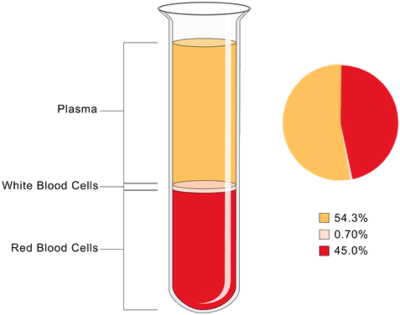 Plasma
White Blood Cells
Red Blood Cells
54.3%
0.70%
45.0%